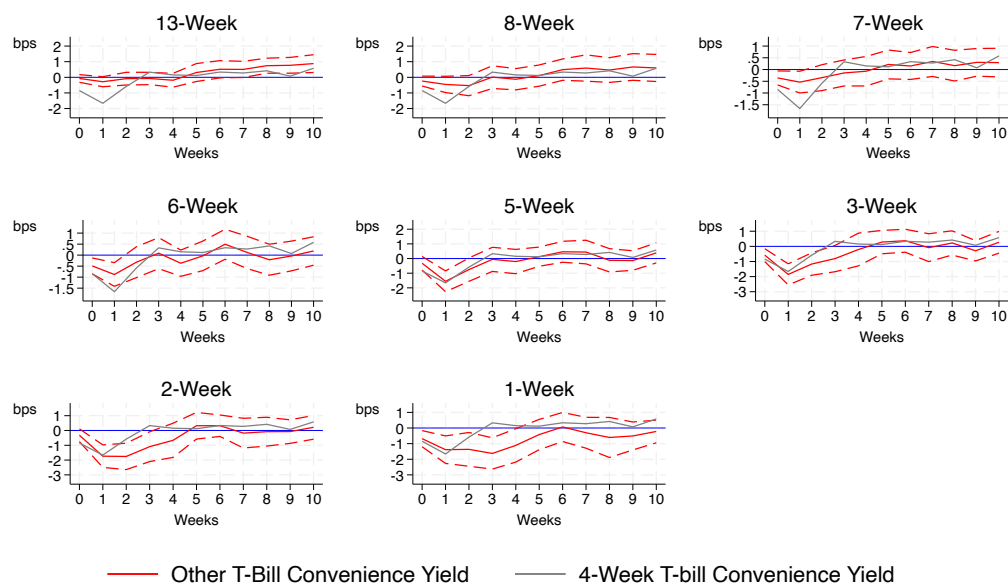 13-Week
bps
2
1
0
-1
-2
0 1 2 3 4 5 6 7 8 9 10
Weeks
8-Week
bps
2
1
0
-1
-2
0 1 2 3 4 5 6 7 8 9 10
Weeks
7-Week
bps
1
.5
0
-.5
-1
-1.5
0 1 2 3 4 5 6 7 8 9 10
Weeks
6-Week
bps
1
.5
0
-.5
-1
-1.5
0 1 2 3 4 5 6 7 8 9 10
Weeks
5-Week
bps
2
1
0
-1
-2
0 1 2 3 4 5 6 7 8 9 10
Weeks
3-Week
bps
1
0
-1
-2
-3
0 1 2 3 4 5 6 7 8 9 10
Weeks
2-Week
bps
1
0
-1
-2
-3
0 1 2 3 4 5 6 7 8 9 10
Weeks
1-Week
bps
1
0
-1
-2
-3
0 1 2 3 4 5 6 7 8 9 10
Weeks
Other T-Bill Convenience Yield
4-Week T-bill Convenience Yield